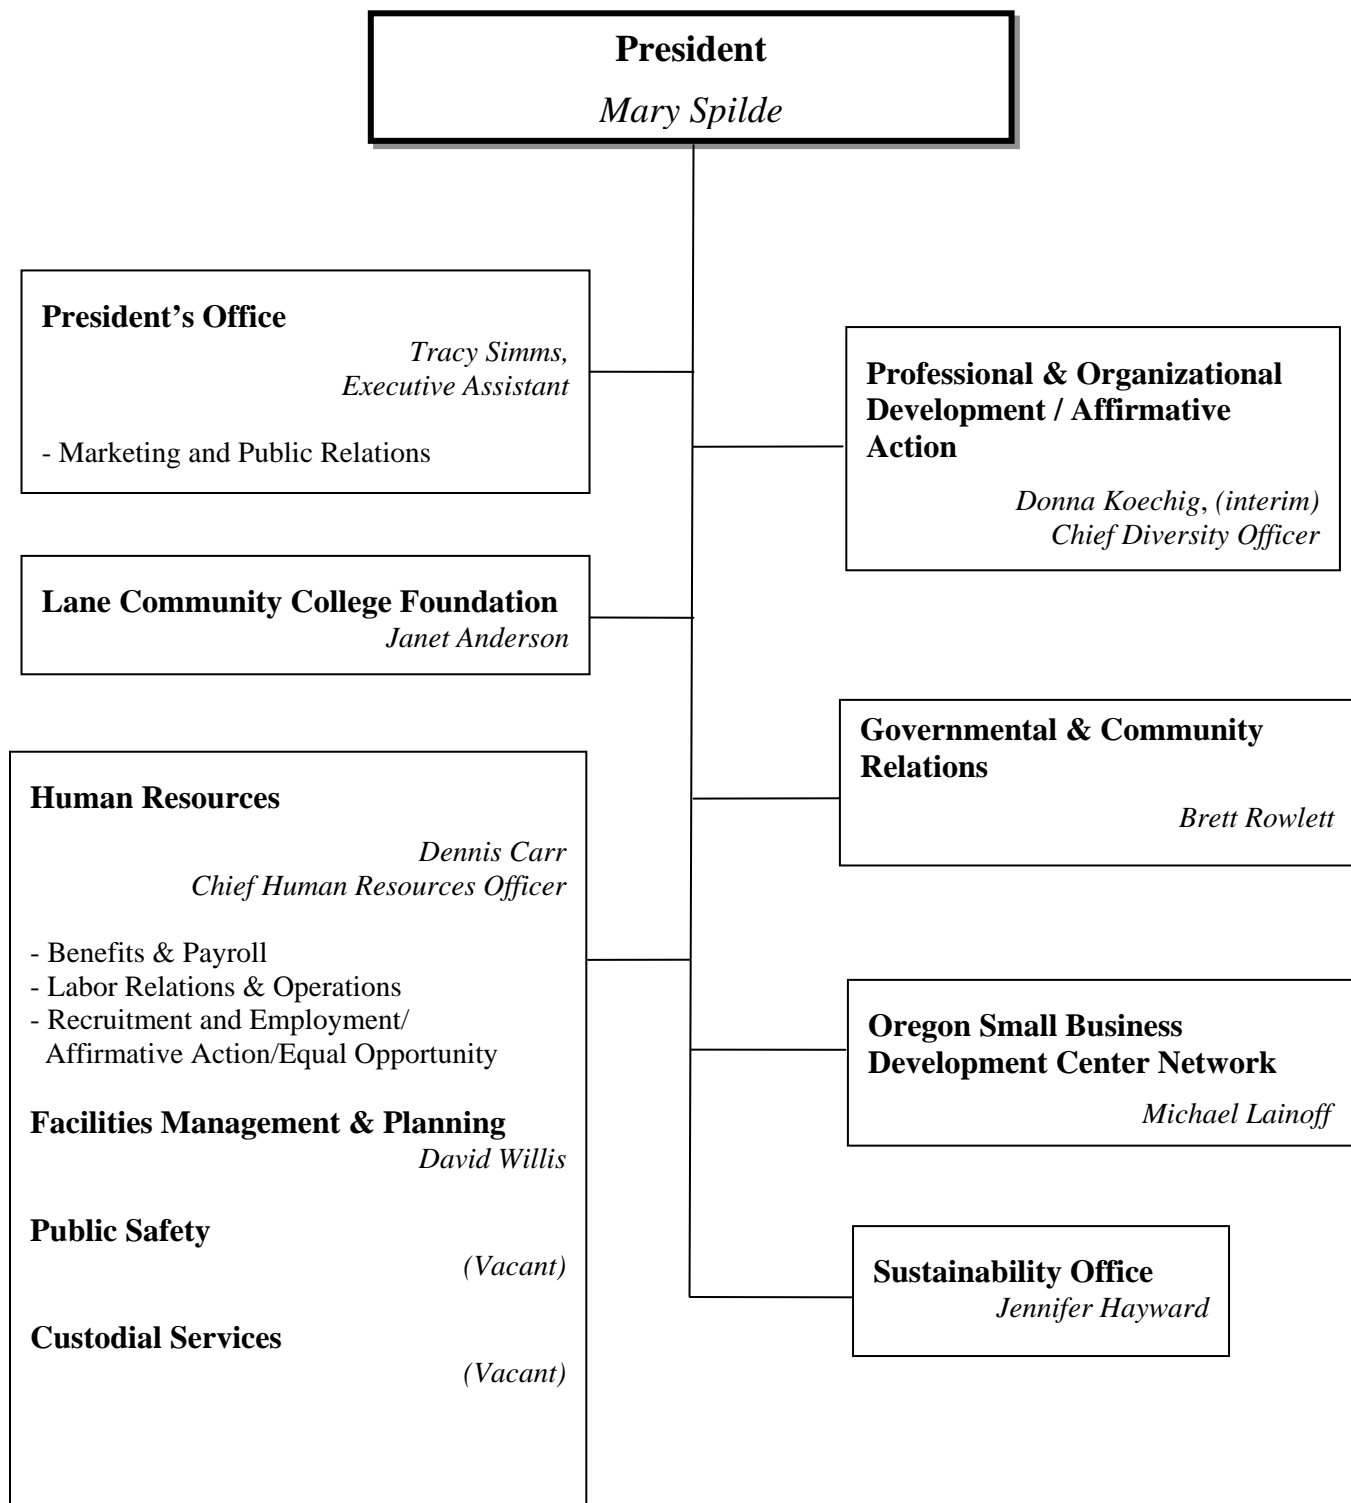 President
Mary Spilde
President’s Office
Tracy Simms,
Executive Assistant
- Marketing and Public Relations
Lane Community College Foundation
Janet Anderson
Human Resources
Dennis Carr
Chief Human Resources Officer
- Benefits & Payroll
- Labor Relations & Operations
- Recruitment and Employment/
Affirmative Action/Equal Opportunity
Facilities Management & Planning
David Willis
Public Safety
(Vacant)
Custodial Services
(Vacant)
Professional & Organizational
Development / Affirmative
Action
Donna Koechig, (interim)
Chief Diversity Officer
Governmental & Community
Relations
Brett Rowlett
Oregon Small Business
Development Center Network
Michael Lainoff
Sustainability Office
Jennifer Hayward